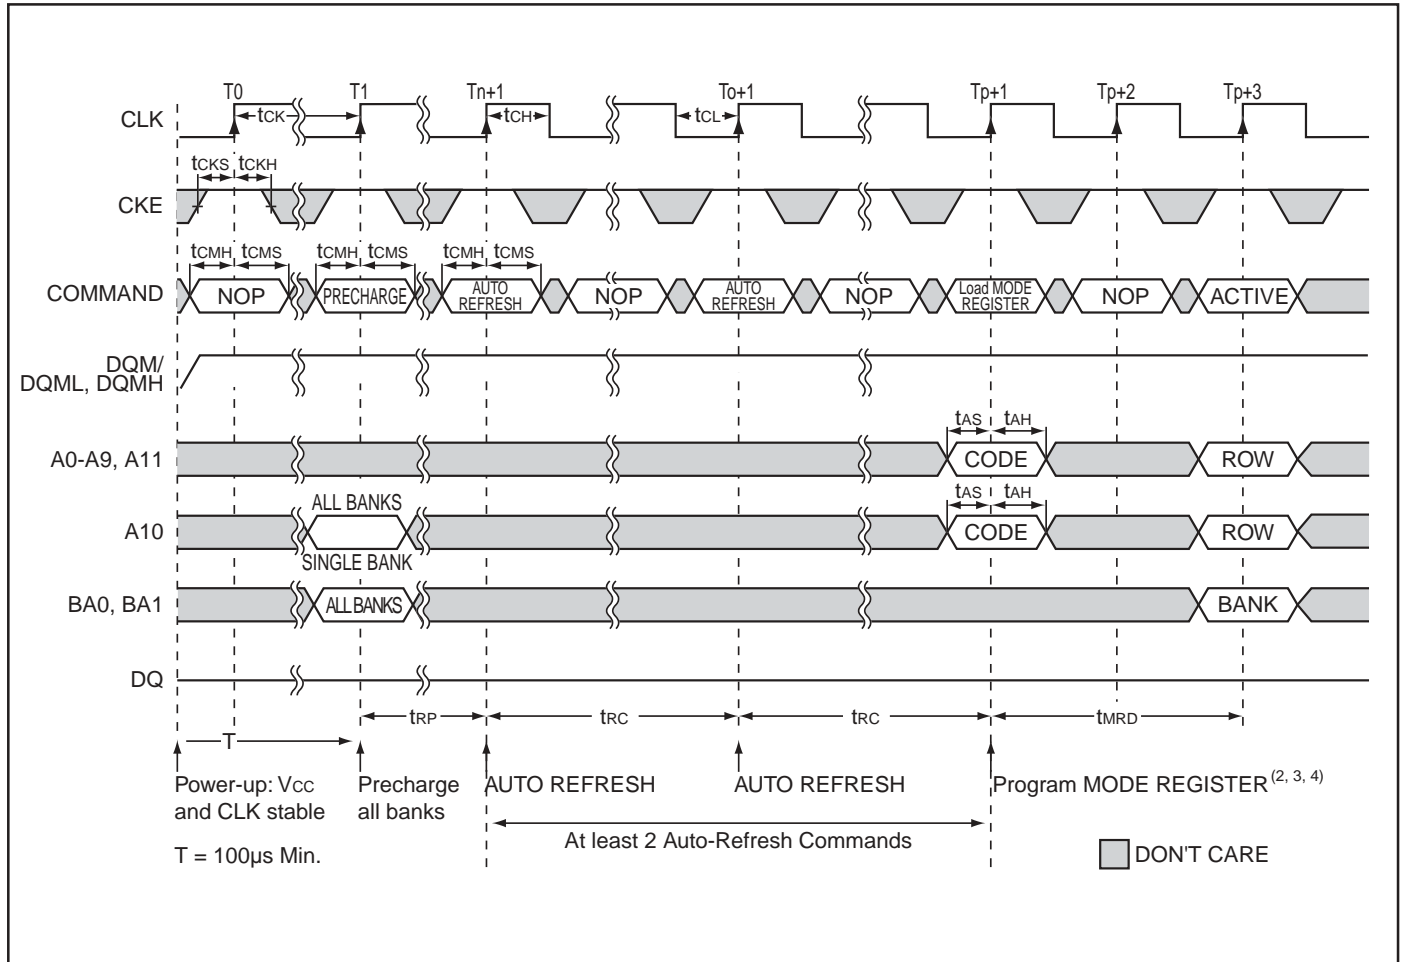 T0 T1 Tn+1 To+1 Tp+1 Tp+2 Tp+3
CLK tCK tCH tCL
tCKS tCKH
CKE
tCMH tCMS tCMH tCMS tCMH tCMS
COMMAND NOP PRECHARGE AUTO REFRESH NOP AUTO REFRESH NOP Load MODE REGISTER NOP ACTIVE
DQM/
DQML, DQMH
tAS tAH
A0-A9, A11 CODE ROW
ALL BANKS tAS tAH
A10 CODE ROW
SINGLE BANK
BA0, BA1 ALL BANKS BANK
DQ
tRP tRC tRC tMRD
T
Power-up: VCC Precharge AUTO REFRESH AUTO REFRESH Program MODE REGISTER(2, 3, 4)
and CLK stable all banks
At least 2 Auto-Refresh Commands
T = 100µs Min. DON'T CARE